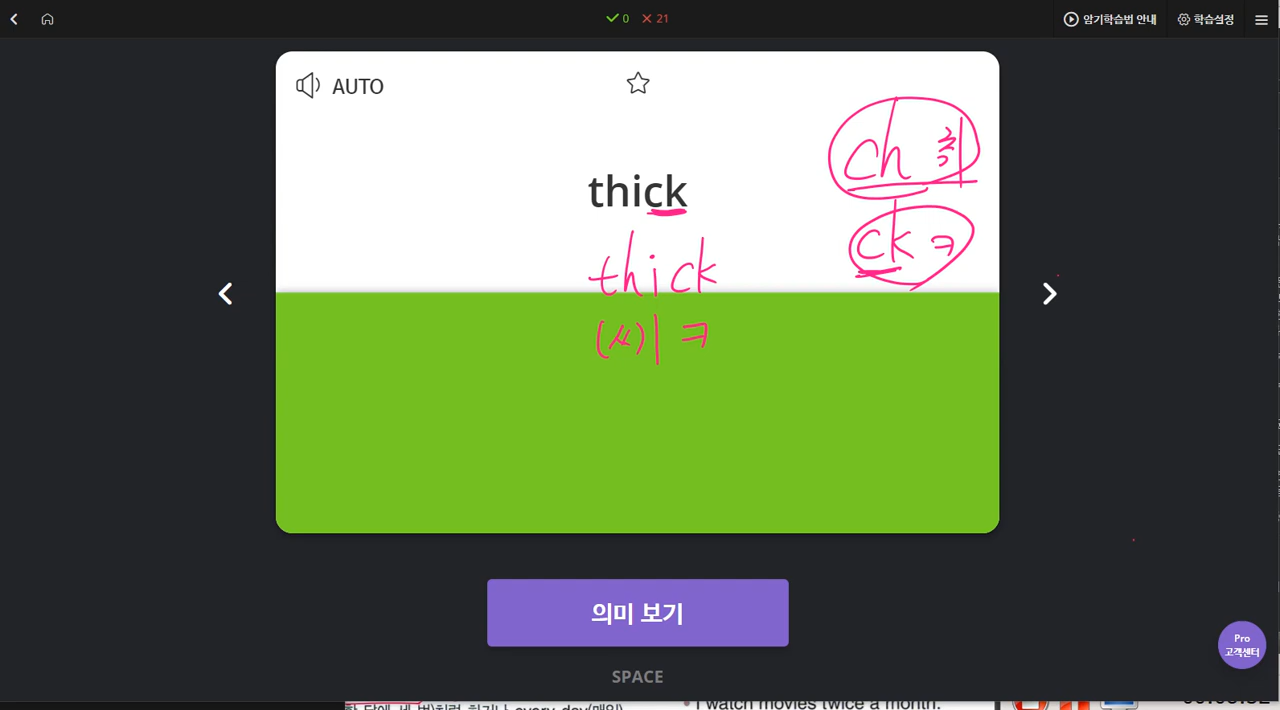 0 21 암기학습법 안내 학습설정
AUTO
thick
ch 취
ck ㅋ
thick
(ㅆ)ㅣ ㅋ
의미 보기
SPACE
Pro
고객센터
I watch movies twice a month.